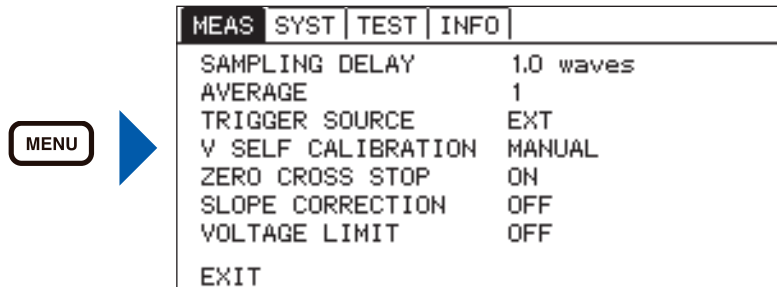 MENU
MEAS SYST TEST INFO
SAMPLING DELAY 1.0 waves
AVERAGE 1
TRIGGER SOURCE EXT
V SELF CALIBRATION MANUAL
ZERO CROSS STOP ON
SLOPE CORRECTION OFF
VOLTAGE LIMIT OFF
EXIT